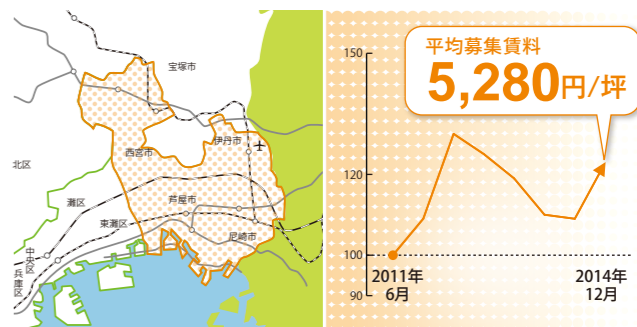 宝塚市
伊丹市
西宮市
北区
芦屋市
灘区
東灘区
尼崎市
中央区
兵庫区
平均募集賃料
5,280円/坪
150
120
100
90
2011年
6月
2014年
12月